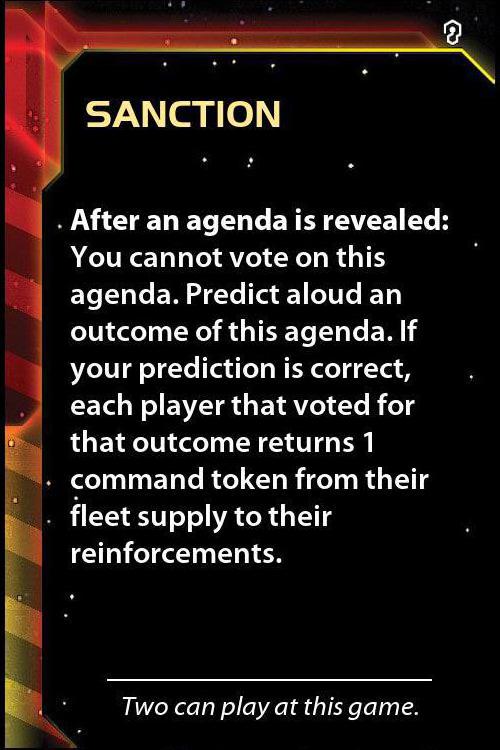 SANCTION
After an agenda is revealed:
You cannot vote on this
agenda. Predict aloud an
outcome of this agenda. If
your prediction is correct,
each player that voted for
that outcome returns 1
command token from their
fleet supply to their
reinforcements.
Two can play at this game.